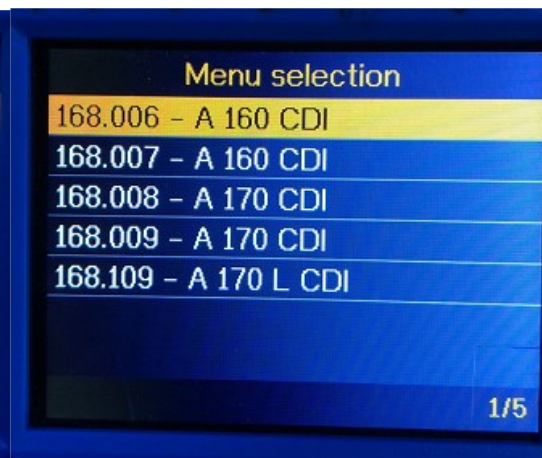 Menu selection
168.006 - A 160 CDI
168.007 - A 160 CDI
168.008 - A 170 CDI
168.009 - A 170 CDI
168.109 - A 170 L CDI
1/5